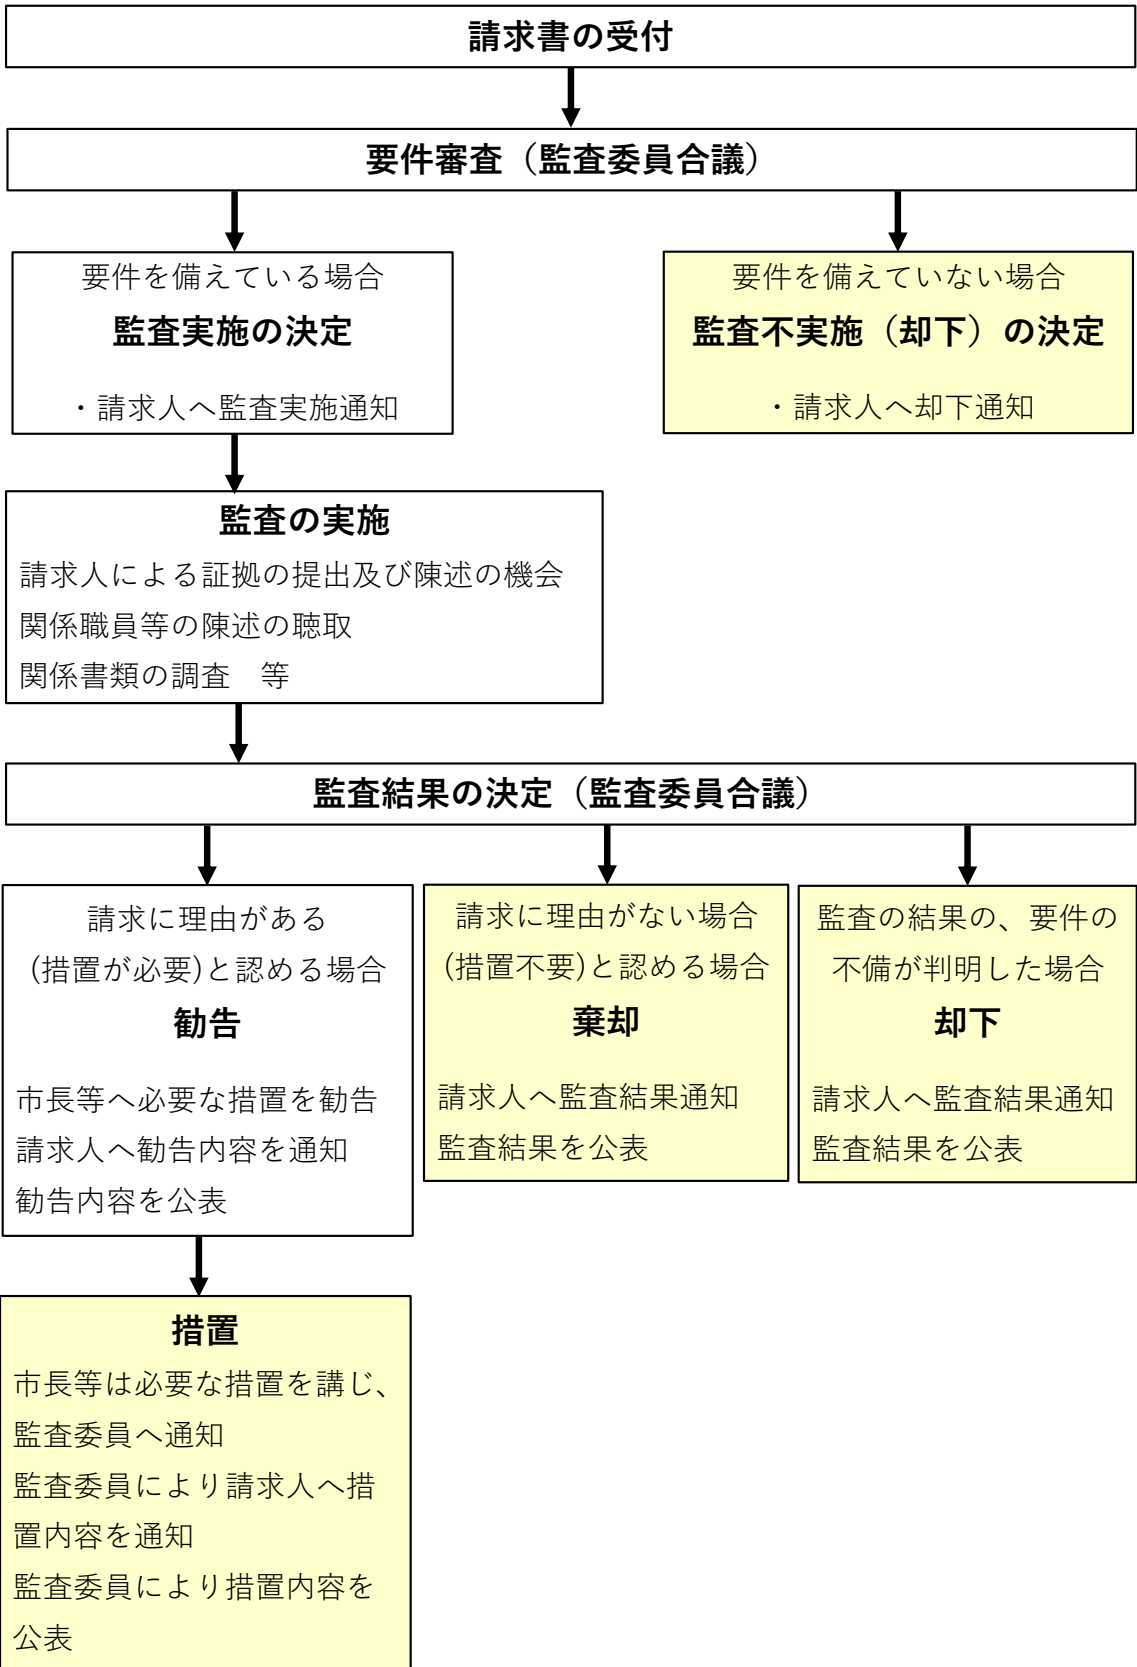 請求書の受付
要件審査（監査委員合議）
要件を備えている場合
監査実施の決定
・請求人へ監査実施通知
要件を備えていない場合
監査不実施（却下）の決定
・請求人へ却下通知
監査の実施
請求人による証拠の提出及び陳述の機会
関係職員等の陳述の聴取
関係書類の調査　等
監査結果の決定（監査委員合議）
請求に理由がある
(措置が必要)と認める場合
勧告
市長等へ必要な措置を勧告
請求人へ勧告内容を通知
勧告内容を公表
請求に理由がない場合
(措置不要)と認める場合
棄却
請求人へ監査結果通知
監査結果を公表
監査の結果の、要件の
不備が判明した場合
却下
請求人へ監査結果通知
監査結果を公表
措置
市長等は必要な措置を講じ、
監査委員へ通知
監査委員により請求人へ措
置内容を通知
監査委員により措置内容を
公表